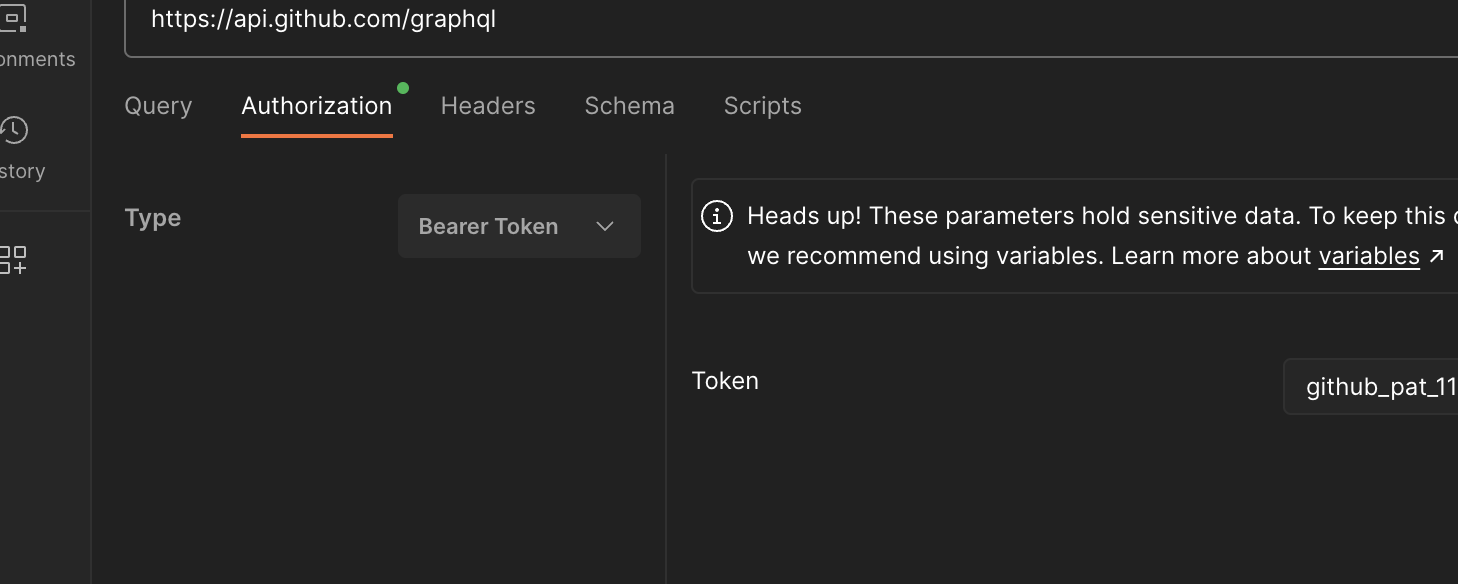 https://api.github.com/graphql
onments
Query Authorization Headers Schema Scripts
story
Type
Bearer Token
Heads up! These parameters hold sensitive data. To keep this
we recommend using variables. Learn more about variables ↗
Token
github_pat_11